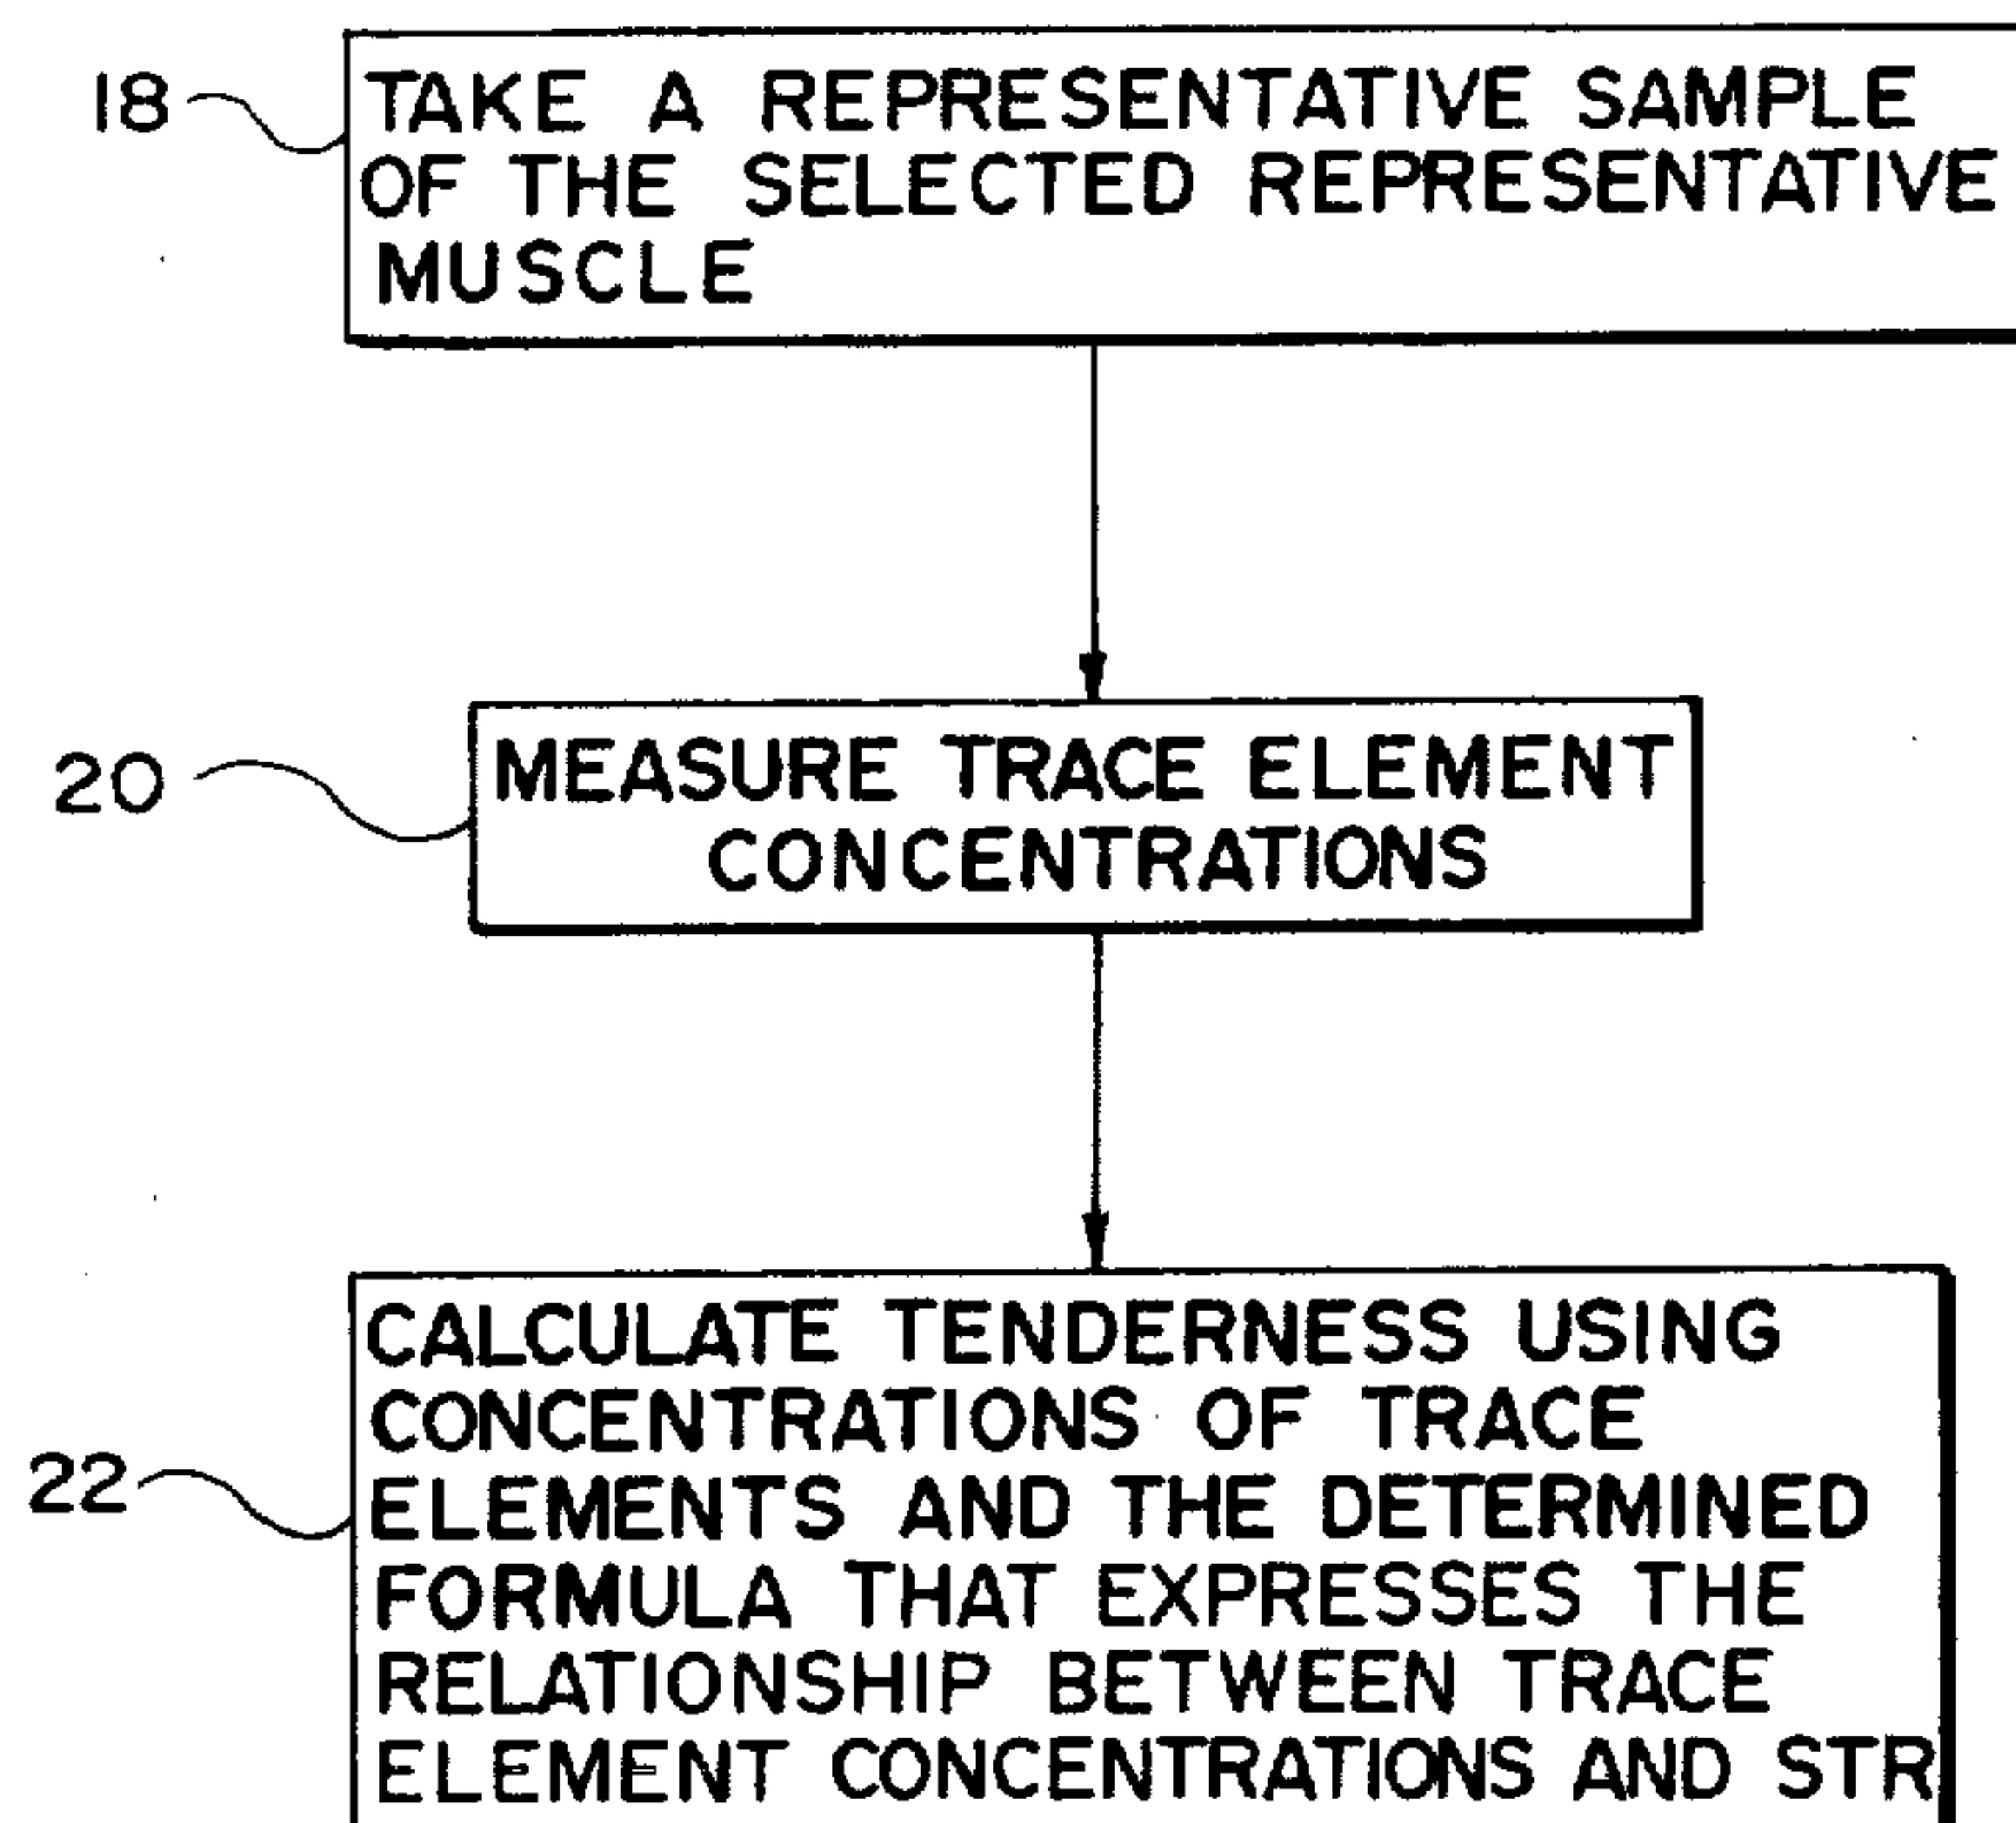 18
TAKE A REPRESENTATIVE SAMPLE
OF THE SELECTED REPRESENTATIVE
MUSCLE
20
MEASURE TRACE ELEMENT
CONCENTRATIONS
22
CALCULATE TENDERNESS USING
CONCENTRATIONS OF TRACE
ELEMENTS AND THE DETERMINED
FORMULA THAT EXPRESSES THE
RELATIONSHIP BETWEEN TRACE
ELEMENT CONCENTRATIONS AND STR